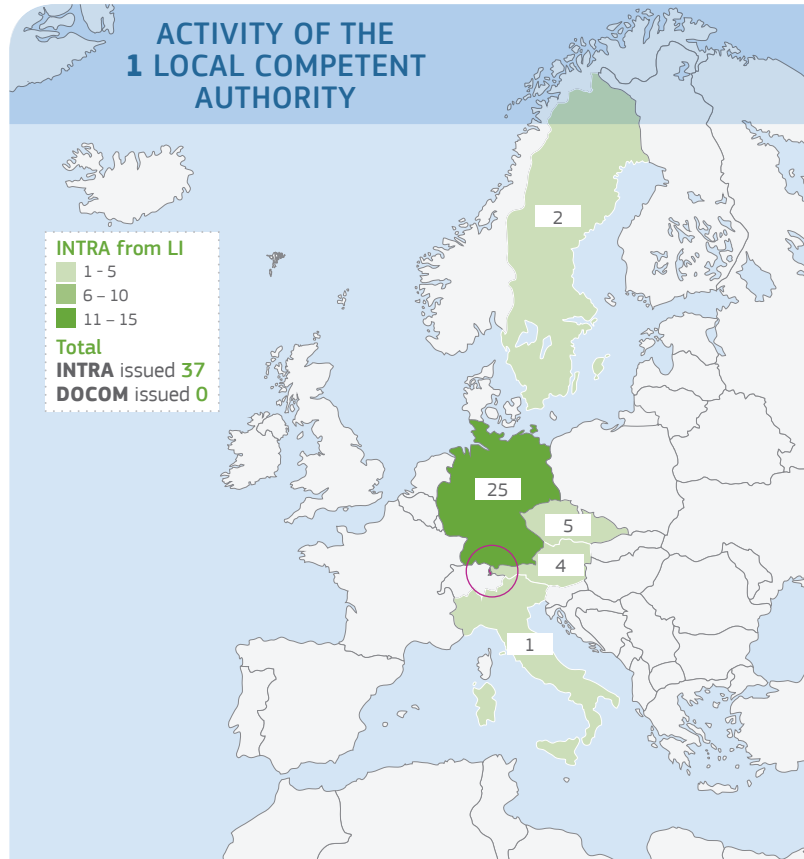 ACTIVITY OF THE
1 LOCAL COMPETENT
AUTHORITY
INTRA from LI
1 - 5
6 – 10
11 – 15
Total
INTRA issued 37
DOCOM issued 0
2
25
5
4
1